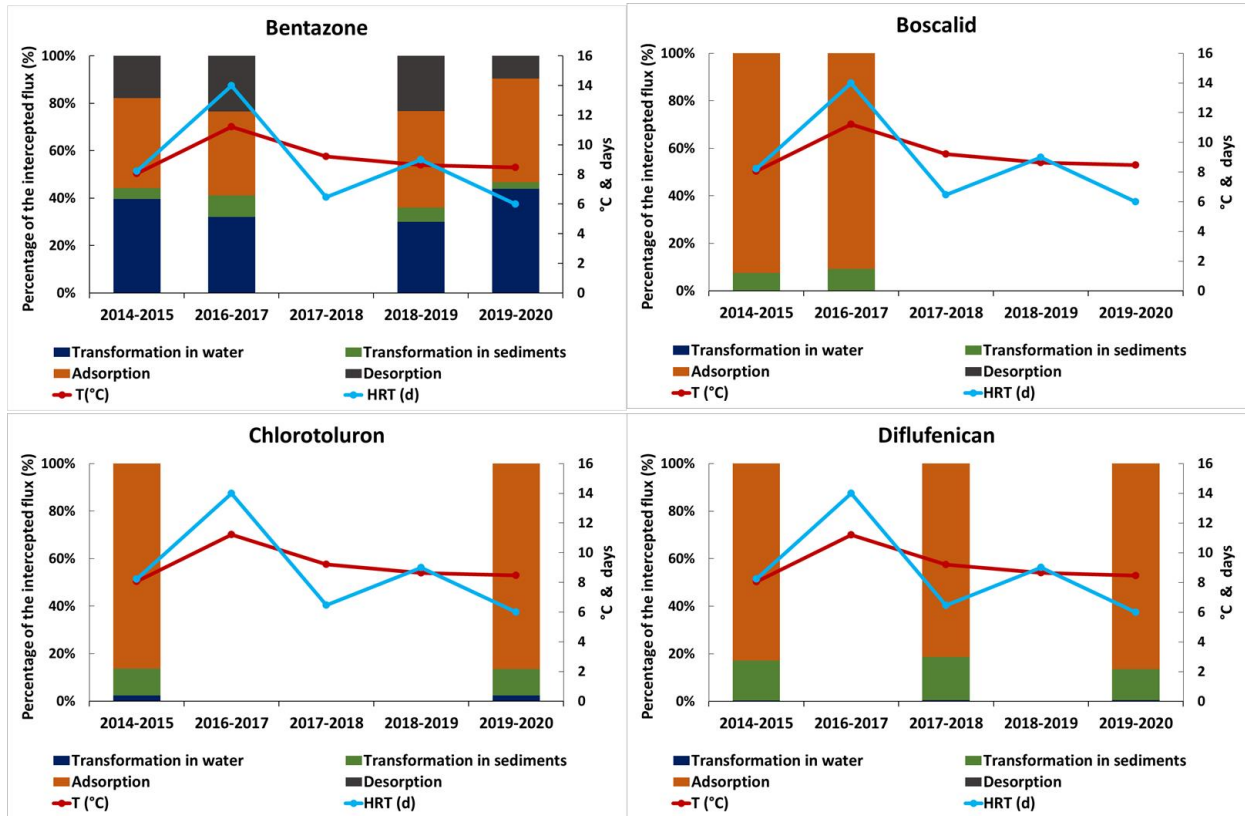 Bentazone
Percentage of the intercepted flux (%)
100%
80%
60%
40%
20%
0%
16
14
12
10
8
6
4
2
0
°C & days
2014-2015 2016-2017 2017-2018 2018-2019 2019-2020
Transformation in water Transformation in sediments
Adsorption Desorption
T(°C) HRT (d)
Boscalid
Percentage of the intercepted flux (%)
100%
80%
60%
40%
20%
0%
16
14
12
10
8
6
4
2
0
°C & days
2014-2015 2016-2017 2017-2018 2018-2019 2019-2020
Transformation in water Transformation in sediments
Adsorption Desorption
T (°C) HRT (d)
Chlorotoluron
Percentage of the intercepted flux (%)
100%
80%
60%
40%
20%
0%
16
14
12
10
8
6
4
2
0
°C & days
2014-2015 2016-2017 2017-2018 2018-2019 2019-2020
Transformation in water Transformation in sediments
Adsorption Desorption
T (°C) HRT (d)
Diflufenican
Percentage of the intercepted flux (%)
100%
80%
60%
40%
20%
0%
16
14
12
10
8
6
4
2
0
°C & days
2014-2015 2016-2017 2017-2018 2018-2019 2019-2020
Transformation in water Transformation in sediments
Adsorption Desorption
T (°C) HRT (d)